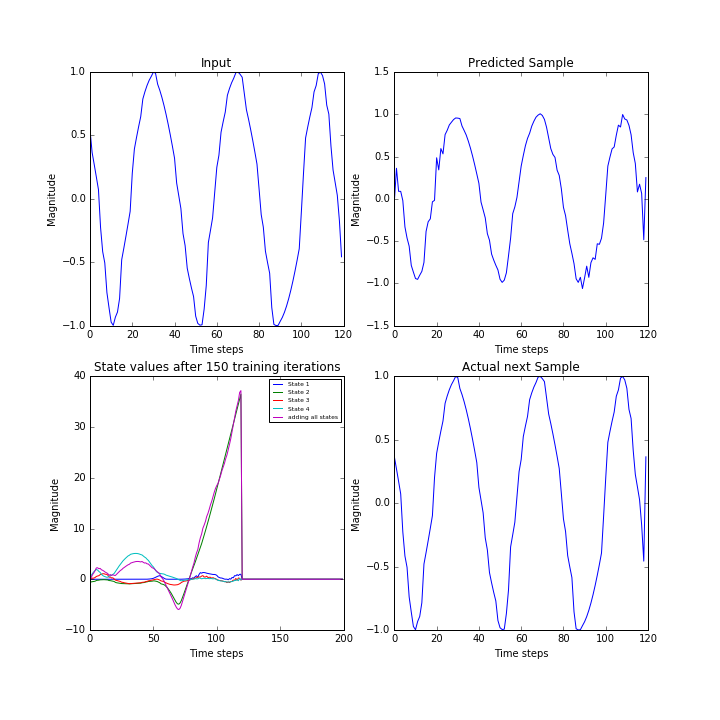 Input
Magnitude
1.0
0.5
0.0
−0.5
−1.0
0 20 40 60 80 100 120
Time steps
Predicted Sample
Magnitude
1.5
1.0
0.5
0.0
−0.5
−1.0
−1.5
0 20 40 60 80 100 120
Time steps
State values after 150 training iterations
Magnitude
40
30
20
10
0
−10
0 50 100 150 200
Time steps
State 1
State 2
State 3
State 4
adding all states
Actual next Sample
Magnitude
1.0
0.5
0.0
−0.5
−1.0
0 20 40 60 80 100 120
Time steps